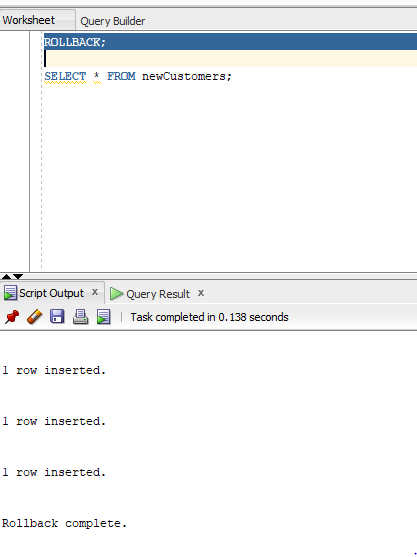 Worksheet Query Builder
ROLLBACK;
SELECT * FROM newCustomers;
Script Output x Query Result x
Task completed in 0.138 seconds
1 row inserted.
1 row inserted.
1 row inserted.
Rollback complete.